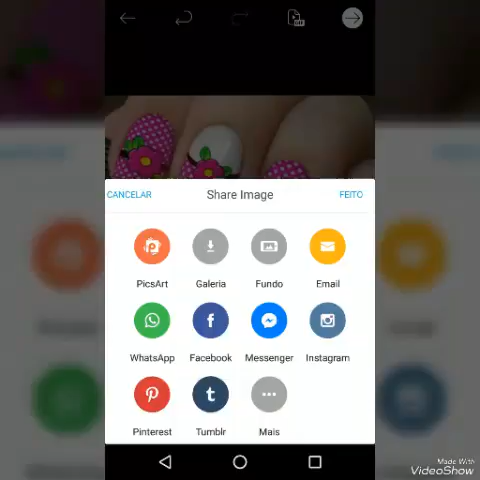 CANCELAR Share Image FEITO
PicsArt Galeria Fundo Email
WhatsApp Facebook Messenger Instagram
Pinterest Tumblr Mais
Made With
VideoShow